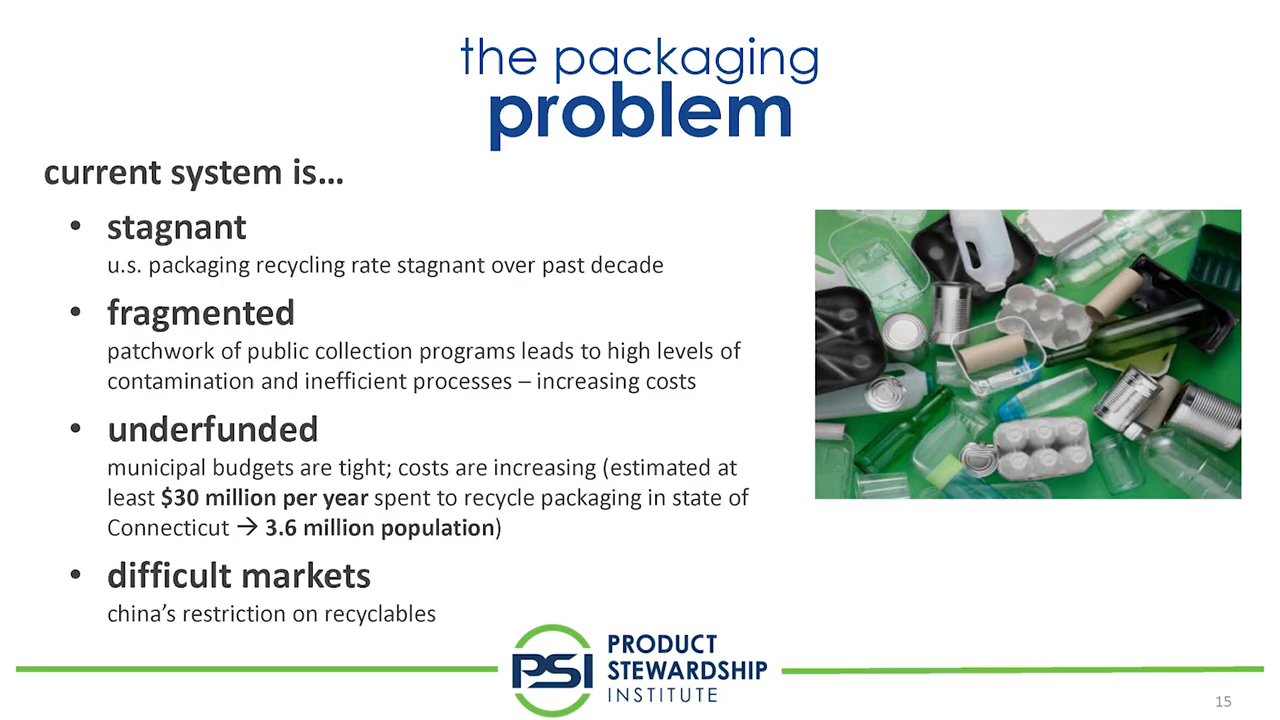 the packaging
problem
current system is…
• stagnant
u.s. packaging recycling rate stagnant over past decade
• fragmented
patchwork of public collection programs leads to high levels of
contamination and inefficient processes – increasing costs
• underfunded
municipal budgets are tight; costs are increasing (estimated at
least $30 million per year spent to recycle packaging in state of
Connecticut → 3.6 million population)
• difficult markets
china’s restriction on recyclables
PSI
PRODUCT
STEWARDSHIP
INSTITUTE
15